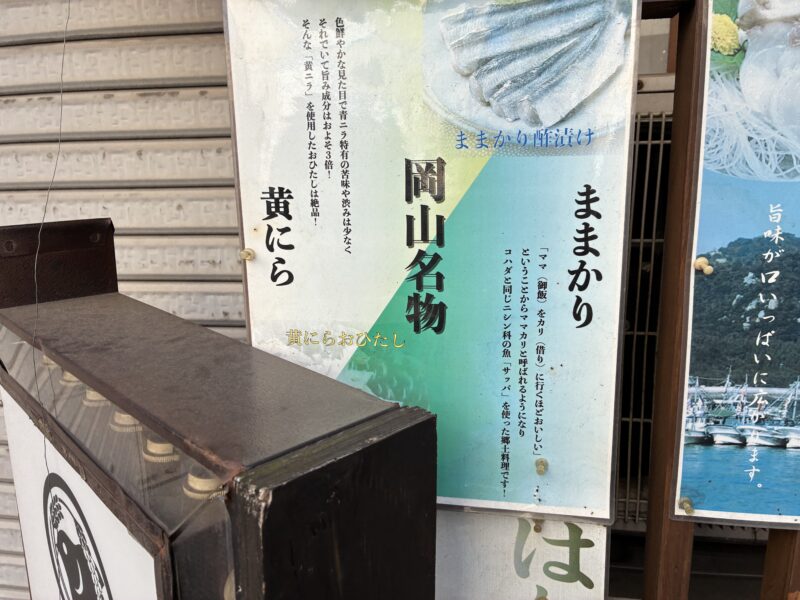 ままかり酢漬け
ままかり
「ママ（御飯）をカリ（借り）に行くほどおいしい」
ということからママカリと呼ばれるようになり
コハダと同じニシン科の魚「サッパ」を使った郷土料理です！
岡山名物
色鮮やかな見た目で青ニラ特有の苦味や渋みは少なく
それでいて旨み成分はおよそ3倍！
そんな「黄ニラ」を使用したおひたしは絶品！
黄にら
黄にらおひたし
旨味が口いっぱいに広がります。
は